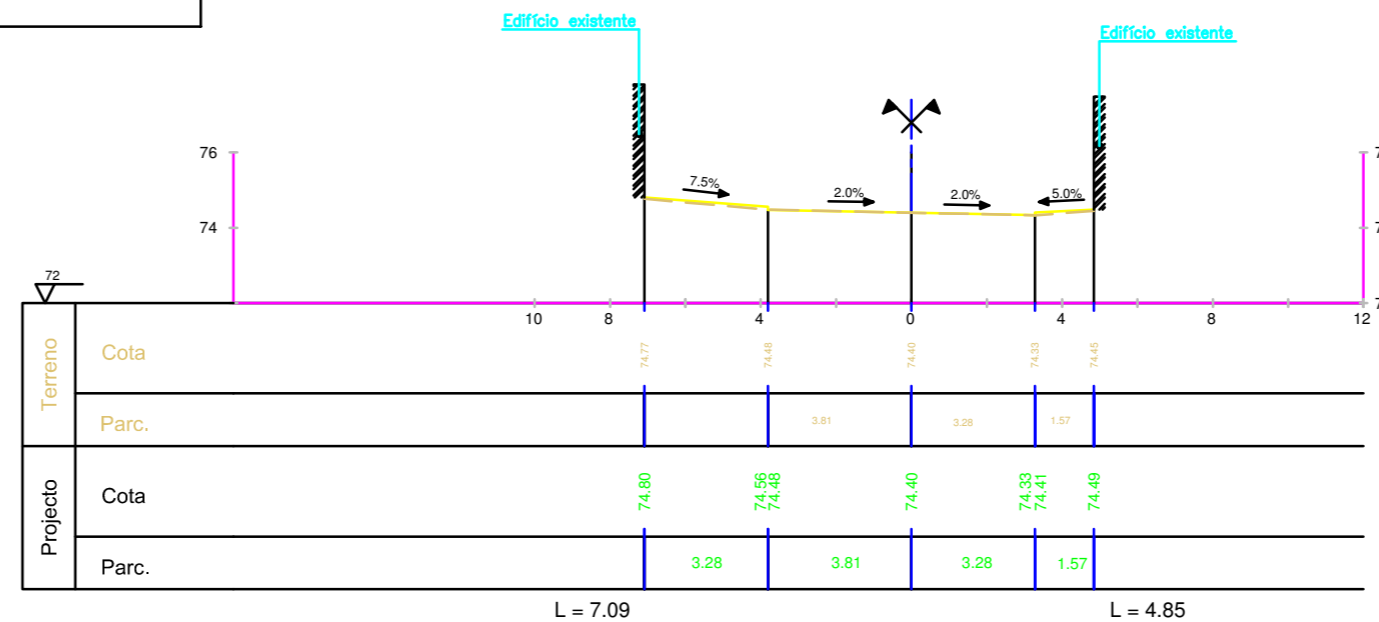 Edifício existente
Edifício existente
76
7.5%
2.0%
2.0%
5.0%
74
72
10 8 4 0 4 8 12
Terreno
Cota
74.77 74.48 74.40 74.33 74.45
Parc.
3.81 3.28 1.57
Projecto
Cota
74.80 74.56 74.48 74.40 74.33 74.41 74.49
Parc.
3.28 3.81 3.28 1.57
L = 7.09 L = 4.85